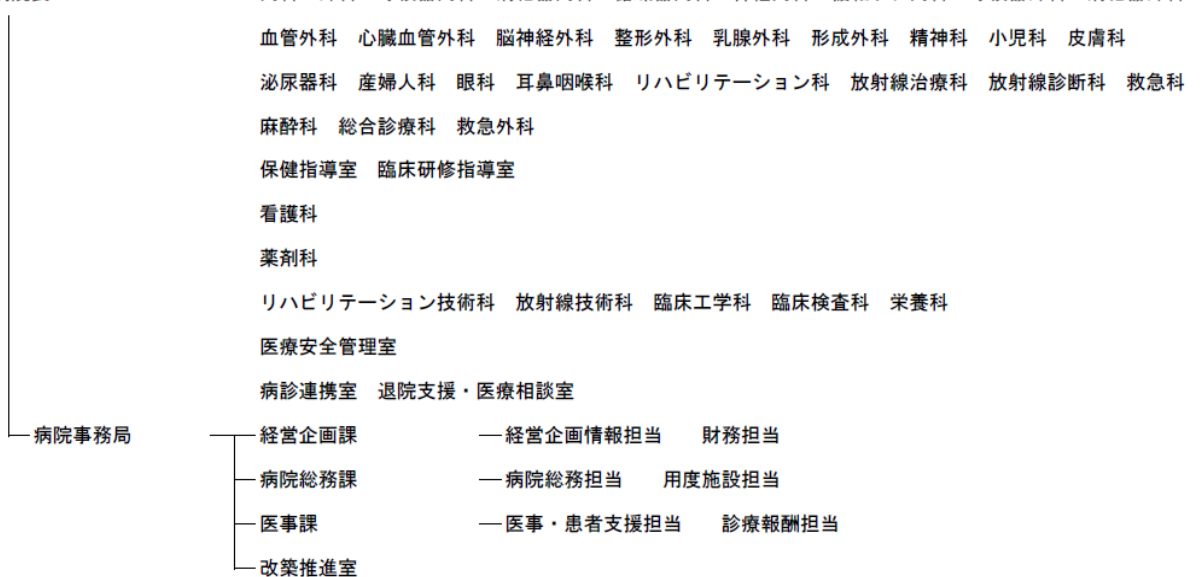 血管外科　心臓血管外科　脳神経外科　整形外科　乳腺外科　形成外科　精神科　小児科　皮膚科
泌尿器科　産婦人科　眼科　耳鼻咽喉科　リハビリテーション科　放射線治療科　放射線診断科　救急科
麻酔科　総合診療科　救急外科
保健指導室　臨床研修指導室
看護科
薬剤科
リハビリテーション技術科　放射線技術科　臨床工学科　臨床検査科　栄養科
医療安全管理室
病診連携室　退院支援・医療相談室
病院事務局　経営企画課　経営企画情報担当　財務担当
病院総務課　病院総務担当　用度施設担当
医事課　医事・患者支援担当　診療報酬担当
改築推進室